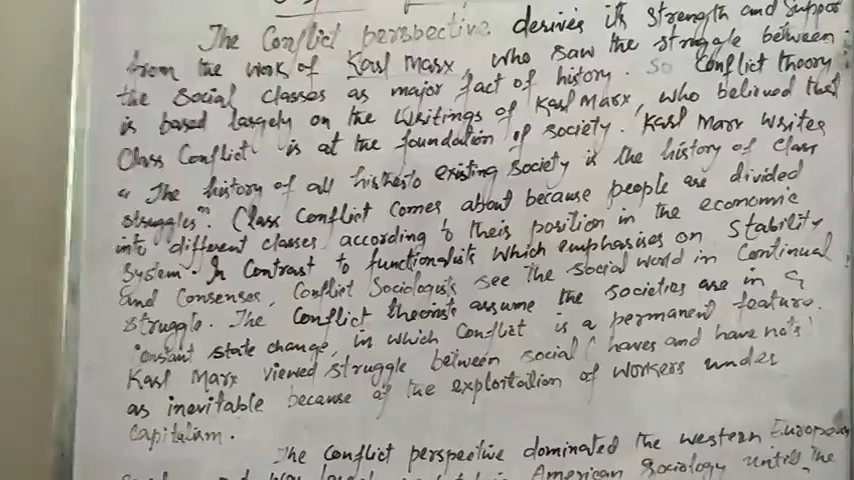 The Conflict perspective derives its strength and suppor
from the work of Karl Marx, who saw the struggle between
the social classes as major fact of history. So Conflict theory
is based largely on the writings of Karl Marx, who believed that
Class Conflict is at the foundation of society. Karl Marx writes
" The history of all hitherto existing society is the history of class
struggles". Class Conflict comes about because people are divided
into different classes according to their position in the economic
system. In Contrast to functionalists which emphasises on Stability
and Consenses, Conflict Sociologists see the social world in Continual
struggle. The Conflict theorists assume the societies are in a
Constant state change, in which Conflict is a permanent feature.
Karl Marx viewed struggle between social (haves and have nots'
as inevitable because of the exploitation of workers under
Capitalism.
The Conflict perspective dominated the western European
American Sociology untill the